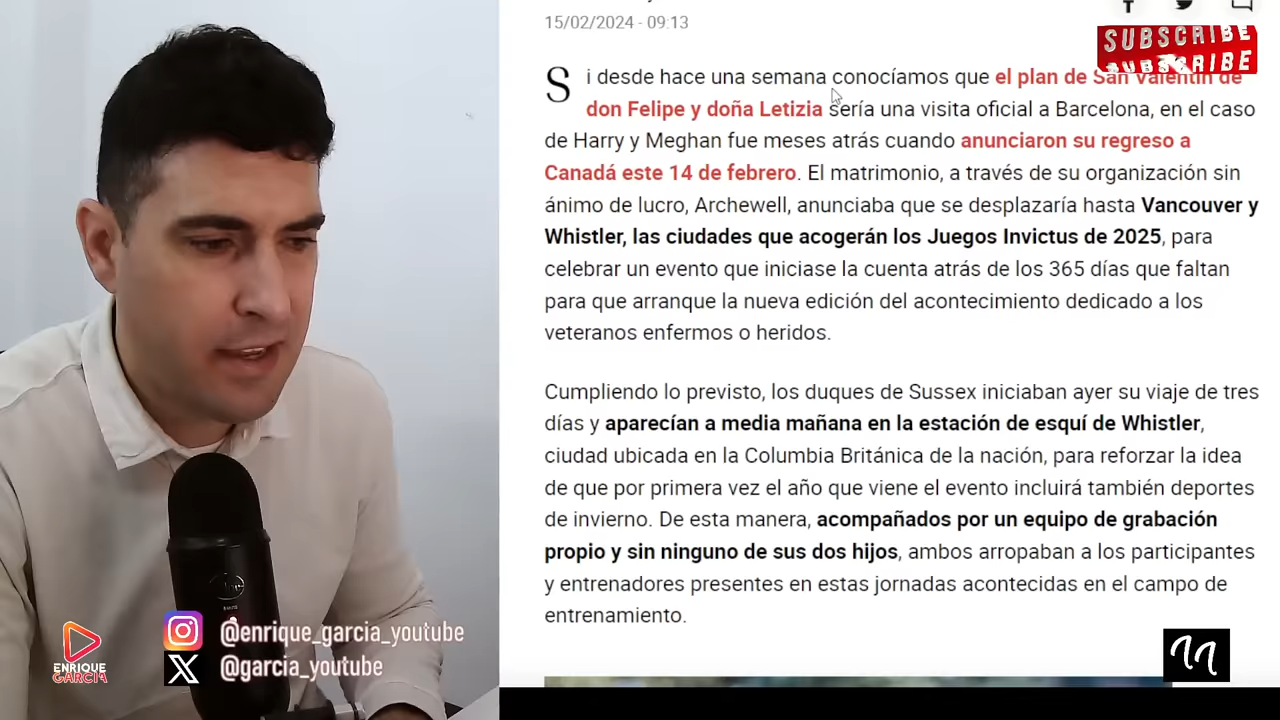 15/02/2024 - 09:13
SUBSCRIBE
SUBSCRIBE
Si desde hace una semana conocíamos que el plan de San Valentín de
don Felipe y doña Letizia sería una visita oficial a Barcelona, en el caso
de Harry y Meghan fue meses atrás cuando anunciaron su regreso a
Canadá este 14 de febrero. El matrimonio, a través de su organización sin
ánimo de lucro, Archewell, anunciaba que se desplazaría hasta Vancouver y
Whistler, las ciudades que acogerán los Juegos Invictus de 2025, para
celebrar un evento que iniciase la cuenta atrás de los 365 días que faltan
para que arranque la nueva edición del acontecimiento dedicado a los
veteranos enfermos o heridos.
Cumpliendo lo previsto, los duques de Sussex iniciaban ayer su viaje de tres
días y aparecían a media mañana en la estación de esquí de Whistler,
ciudad ubicada en la Columbia Británica de la nación, para reforzar la idea
de que por primera vez el año que viene el evento incluirá también deportes
de invierno. De esta manera, acompañados por un equipo de grabación
propio y sin ninguno de sus dos hijos, ambos arropaban a los participantes
y entrenadores presentes en estas jornadas acontecidas en el campo de
entrenamiento.
@enrique_garcia_youtube
@garcia_youtube
ENRIQUE
GARCIA